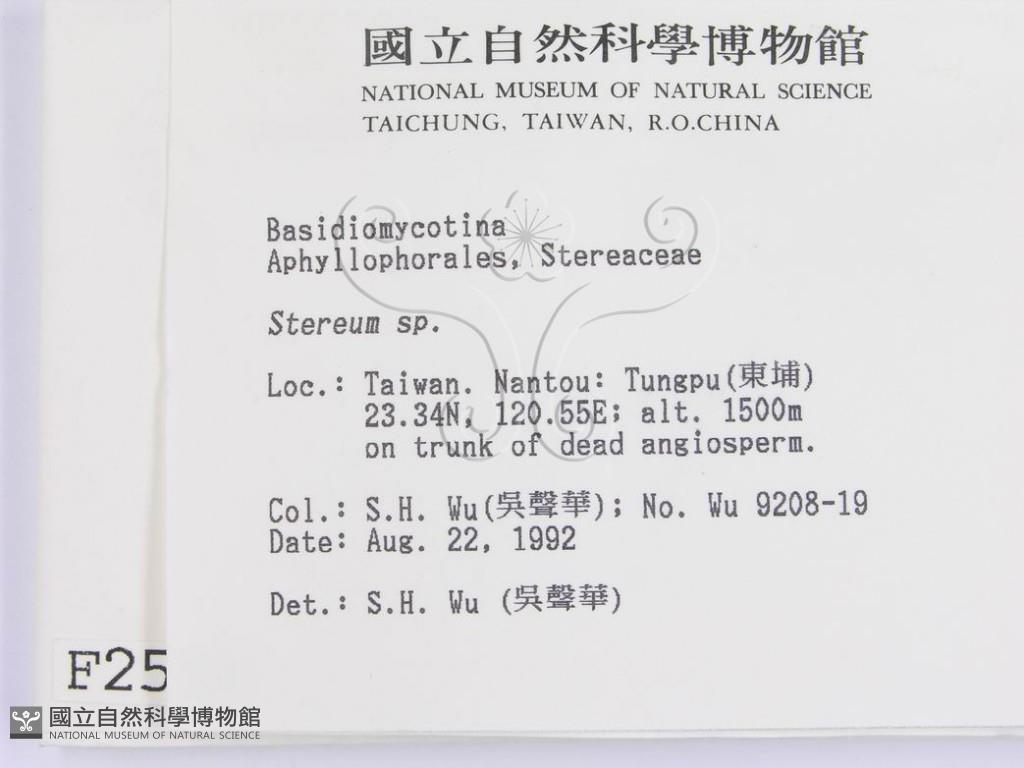 國立自然科學博物館
NATIONAL MUSEUM OF NATURAL SCIENCE
TAICHUNG, TAIWAN, R.O.CHINA
Basidiomycotina
Aphyllophorales, Stereaceae
Stereum sp.
Loc.: Taiwan. Nantou: Tungpu(東埔)
23.34N, 120.55E; alt. 1500m
on trunk of dead angiosperm.
Col.: S.H. Wu(吳聲華); No. Wu 9208-19
Date: Aug. 22, 1992
Det.: S.H. Wu (吳聲華)
F25
國立自然科學博物館
NATIONAL MUSEUM OF NATURAL SCIENCE